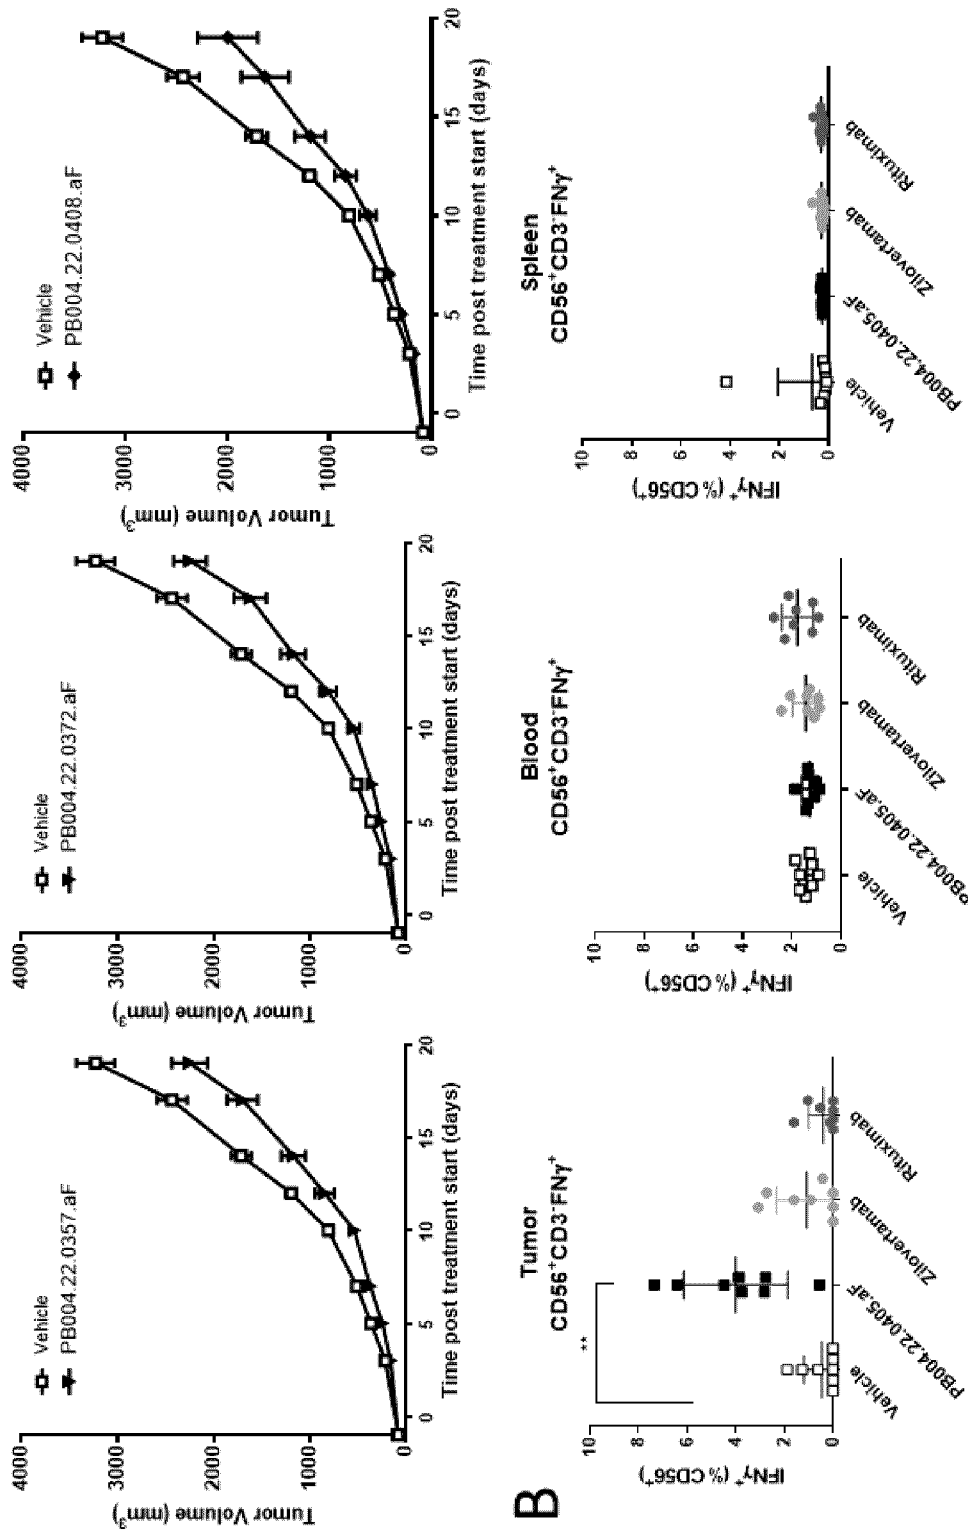 4000
3000
2000
1000
0
Tumor Volume (mm3)
Vehicle
PB004.22.0357.aF
0
5
10
15
20
Time post treatment start (days)
4000
3000
2000
1000
0
Tumor Volume (mm3)
Vehicle
PB004.22.0372.aF
0
5
10
15
20
Time post treatment start (days)
4000
3000
2000
1000
0
Tumor Volume (mm3)
Vehicle
PB004.22.0408.aF
0
5
10
15
20
Time post treatment start (days)
B
Tumor
CD56+CD3-FNγ+
10
8
6
4
2
0
IFNγ+ (% CD56+)
**
Vehicle
PB004.22.0405.aF
Zilovertamab
Rituximab
Blood
CD56+CD3-FNγ+
10
8
6
4
2
0
IFNγ+ (% CD56+)
Vehicle
PB004.22.0405.aF
Zilovertamab
Rituximab
Spleen
CD56+CD3-FNγ+
10
8
6
4
2
0
IFNγ+ (% CD56+)
Vehicle
PB004.22.0405.aF
Zilovertamab
Rituximab